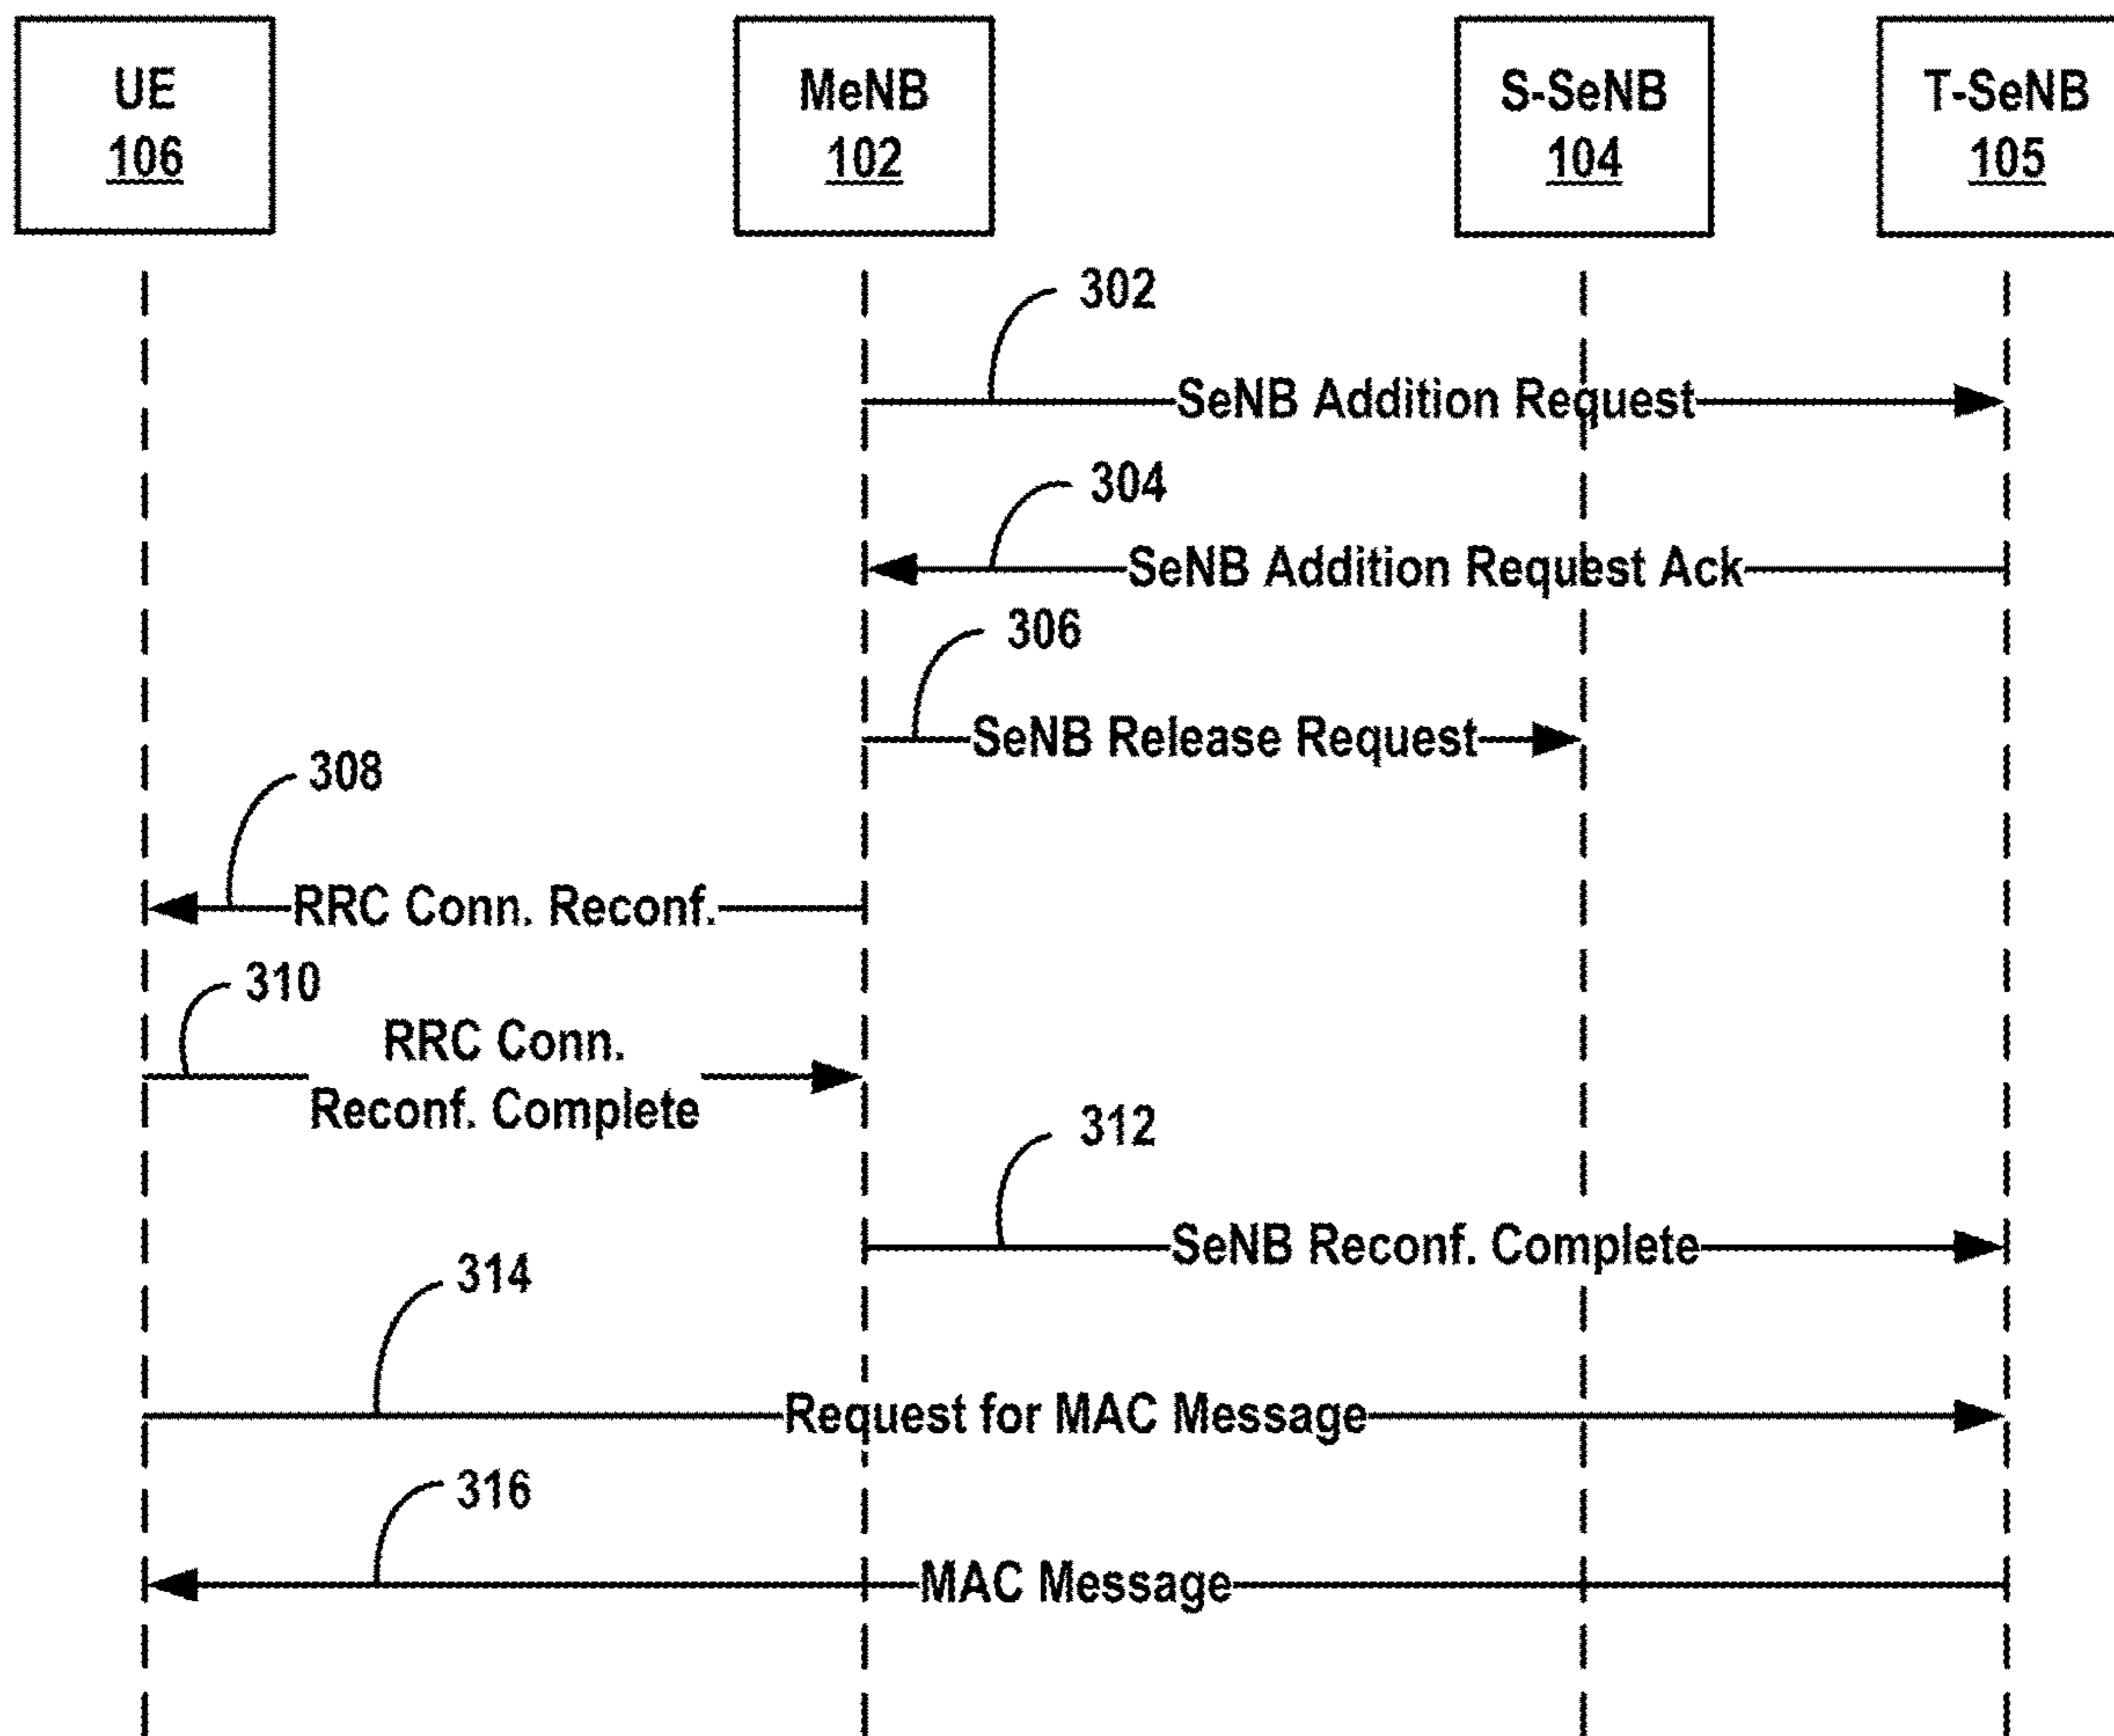 UE
106
MeNB
102
S-SeNB
104
T-SeNB
105
302
SeNB Addition Request
304
SeNB Addition Request Ack
306
SeNB Release Request
308
RRC Conn. Reconf.
310
RRC Conn.
Reconf. Complete
312
SeNB Reconf. Complete
314
Request for MAC Message
316
MAC Message